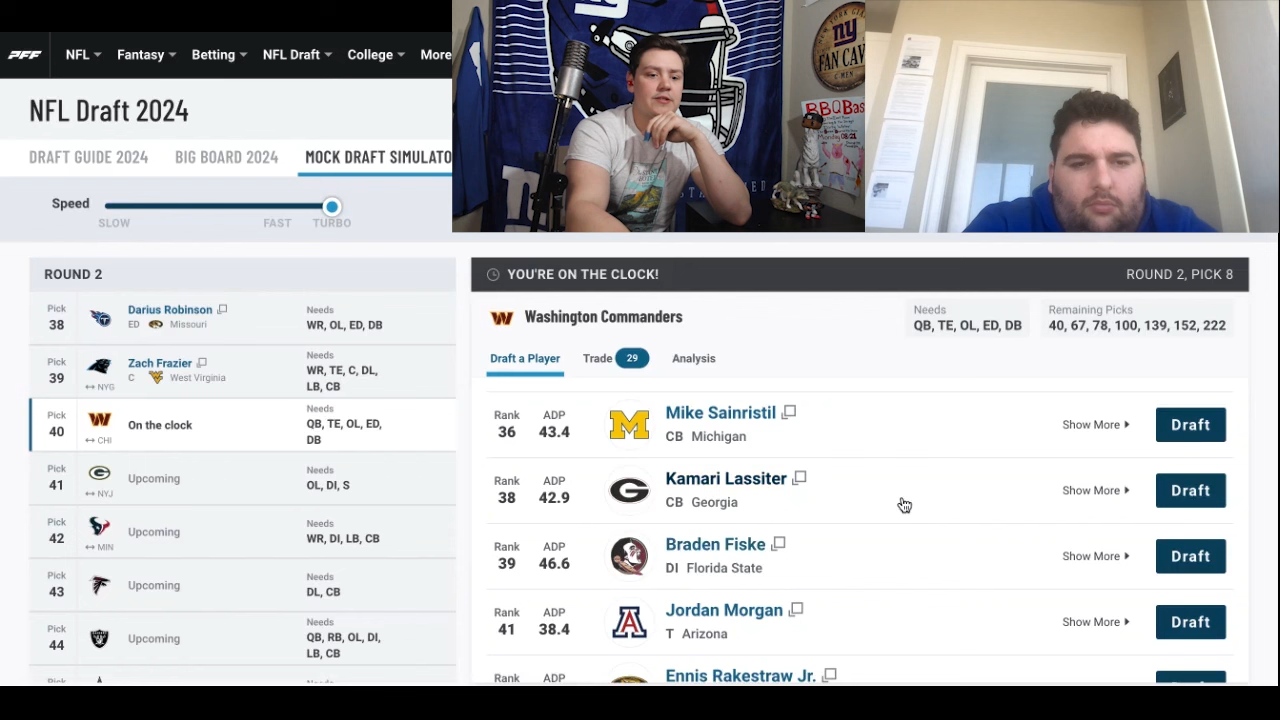 PFF
NFL
Fantasy
Betting
NFL Draft
College
More
NFL Draft 2024
DRAFT GUIDE 2024
BIG BOARD 2024
MOCK DRAFT SIMULATO
Speed
SLOW
FAST
TURBO
ny
FAN CAV
BBQBas
ROUND 2
Pick
38
Darius Robinson
ED Missouri
Needs
WR, OL, ED, DB
Pick
39
↔ NYG
Zach Frazier
C West Virginia
Needs
WR, TE, C, DL,
LB, CB
Pick
40
↔ CHI
On the clock
Needs
QB, TE, OL, ED,
DB
Pick
41
↔ NYJ
Upcoming
Needs
OL, DI, S
Pick
42
↔ MIN
Upcoming
Needs
WR, DI, LB, CB
Pick
43
Upcoming
Needs
DL, CB
Pick
44
Upcoming
Needs
QB, RB, OL, DI,
LB, CB
YOU'RE ON THE CLOCK!
ROUND 2, PICK 8
Washington Commanders
Needs
QB, TE, OL, ED, DB
Remaining Picks
40, 67, 78, 100, 139, 152, 222
Draft a Player
Trade 29
Analysis
Rank
36
ADP
43.4
Mike Sainristil
CB Michigan
Show More
Draft
Rank
38
ADP
42.9
Kamari Lassiter
CB Georgia
Show More
Draft
Rank
39
ADP
46.6
Braden Fiske
DI Florida State
Show More
Draft
Rank
41
ADP
38.4
Jordan Morgan
T Arizona
Show More
Draft
Rank
ADP
Ennis Rakestraw Jr.